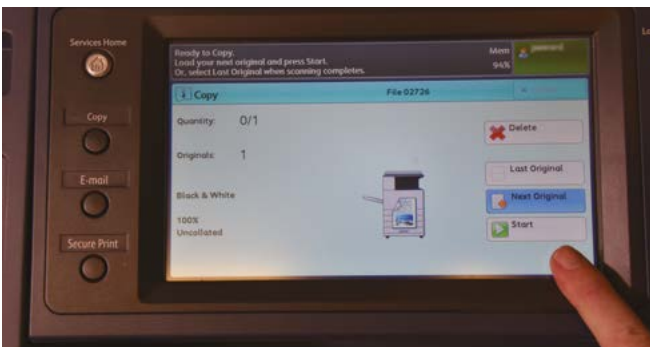 Services Home
Copy
E-mail
Secure Print
Ready to Copy.
Load your next original and press Start.
Or, select Last Original when scanning completes.
Mem
94%
Copy
File 02726
Quantity: 0/1
Originals: 1
Black & White
100%
Uncollated
Delete
Last Original
Next Original
Start